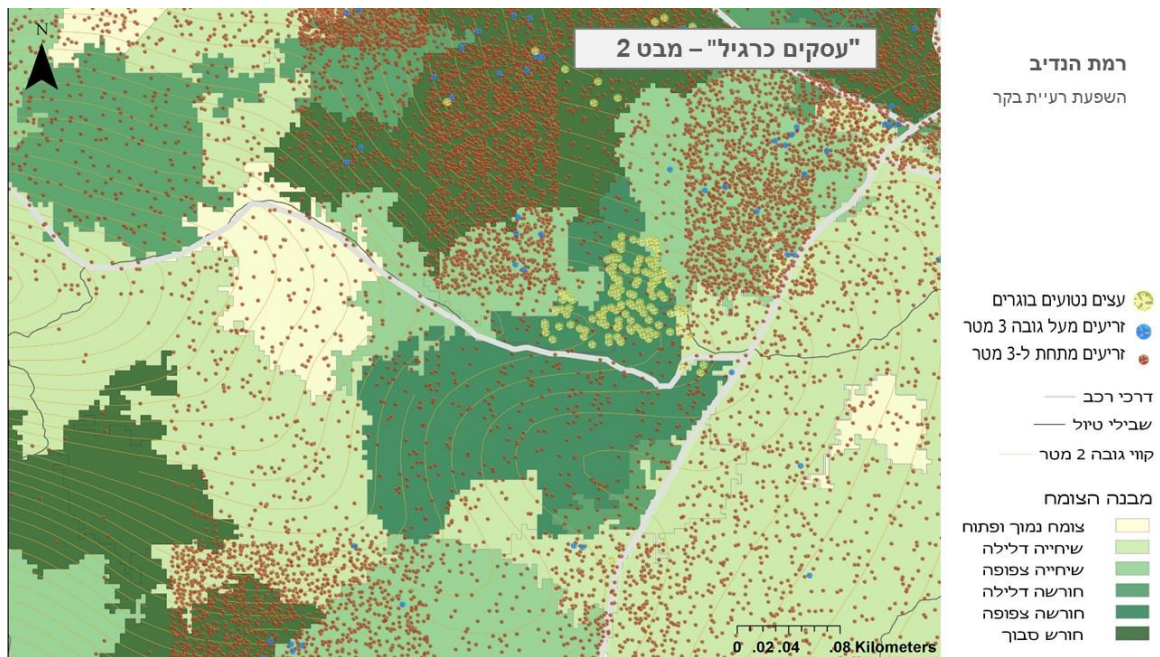 N
"עסקים כרגיל" – מבט 2
רמת הנדיב
השפעת רעיית בקר
עצים נטועים בוגרים
זריעים מעל גובה 3 מטר
זריעים מתחת ל-3 מטר
דרכי רכב
שבילי טיול
קווי גובה 2 מטר
מבנה הצומח
צומח נמוך ופתוח
שיחייה דלילה
שיחייה צפופה
חורשה דלילה
חורשה צפופה
חורש סבוך
0 .02 .04 .08 Kilometers